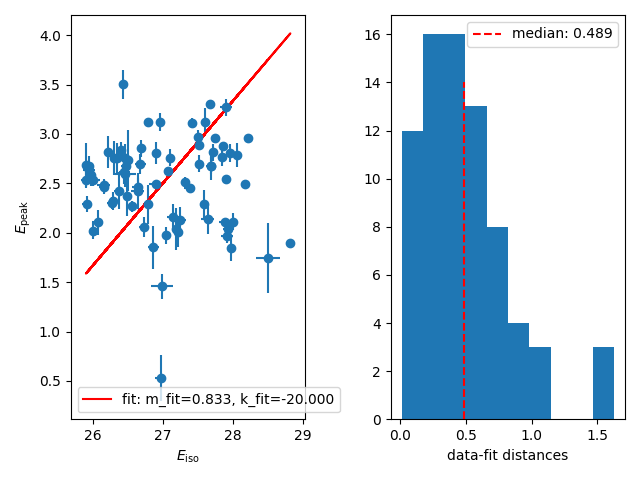 4.0
3.5
3.0
2.5
2.0
1.5
1.0
0.5
E_peak
fit: m_fit=0.833, k_fit=-20.000
26 27 28 29
E_iso
median: 0.489
16
14
12
10
8
6
4
2
0
0.0 0.5 1.0 1.5
data-fit distances